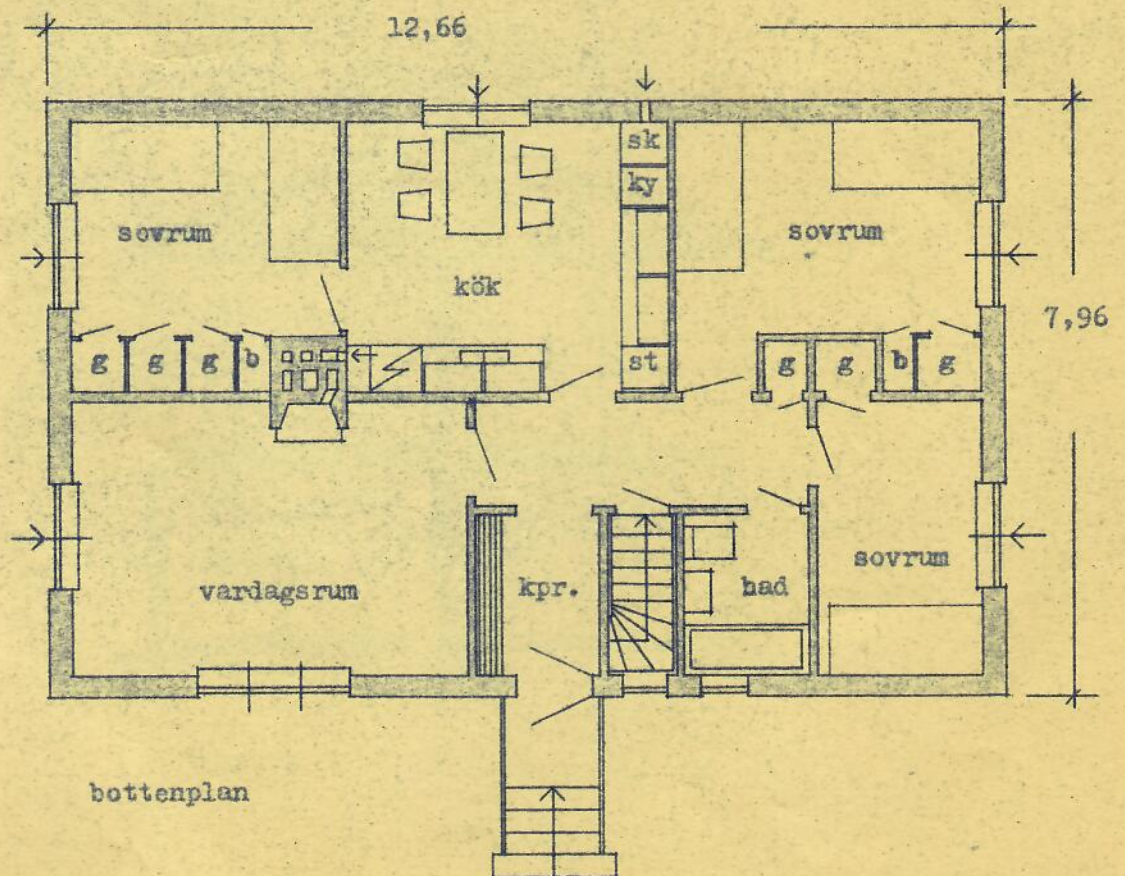 12,66
sk
ky
sovrum
sovrum
kök
7,96
g g g b
st
g g b g
vardagsrum
kpr.
bad
sovrum
bottenplan